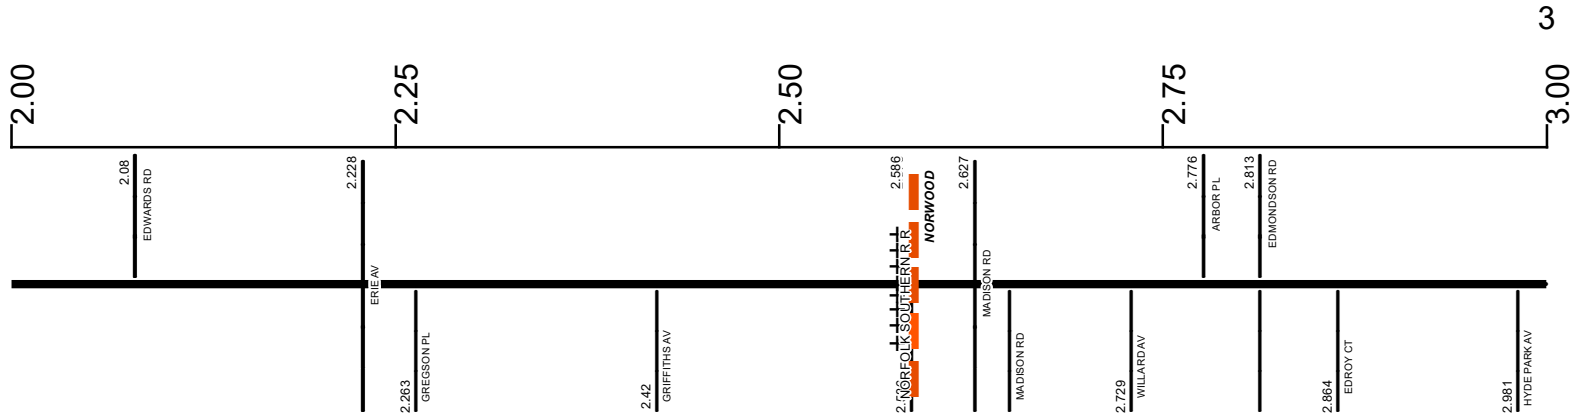 3
2.00
2.25
2.50
2.75
3.00
2.08
EDWARDS RD
2.228
ERIE AV
2.263
GREGSON PL
2.42
GRIFFITHS AV
2.586
NORFOLK SOUTHERN R.R
NORWOOD
2.627
MADISON RD
MADISON RD
2.729
WILLARD AV
2.776
ARBOR PL
2.813
EDMONDSON RD
2.864
EDROY CT
2.981
HYDE PARK AV